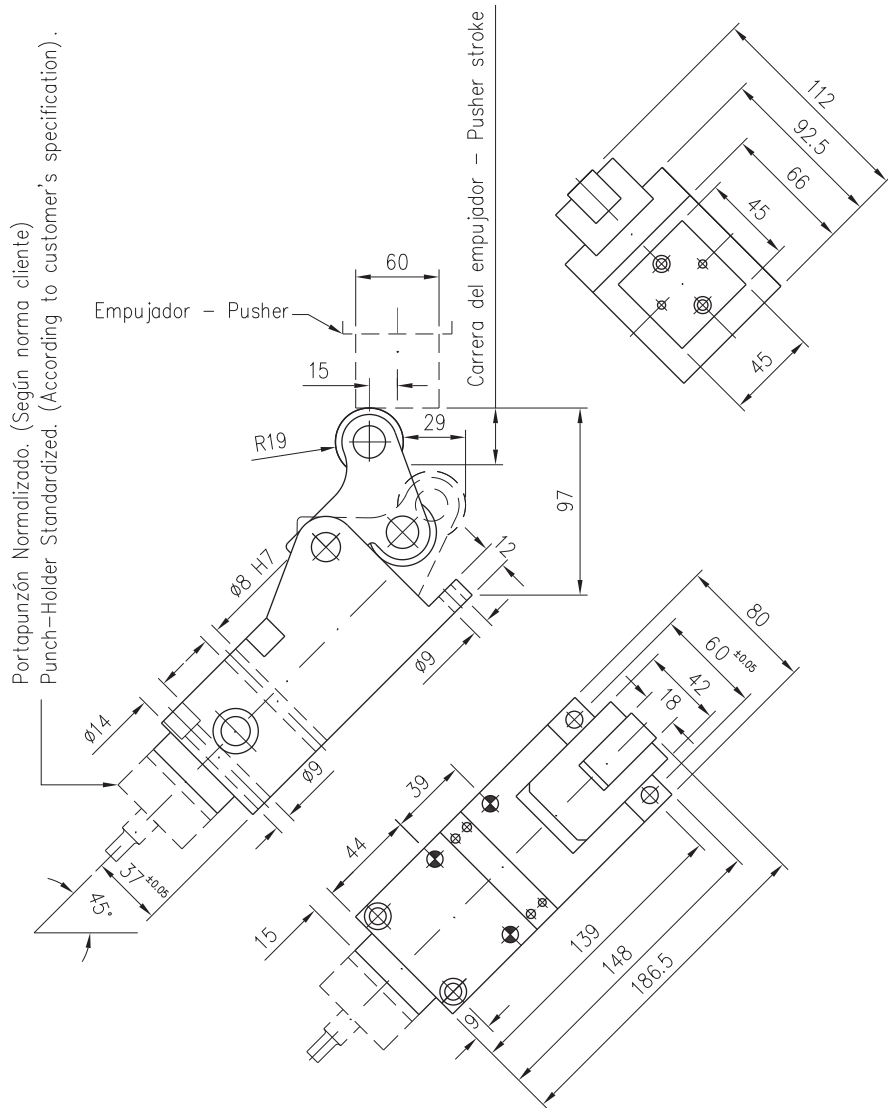 Portapunzón Normalizado. (Según norma cliente)
Punch-Holder Standardized. (According to customer's specification).
Empujador - Pusher
Carrera del empujador - Pusher stroke
60
15
R19
29
97
12
Ø8 H7
Ø9
Ø14
Ø9
37 ±0.05
45°
112
92.5
66
45
45
80
60 ±0.05
42
18
39
44
15
9
139
148
186.5